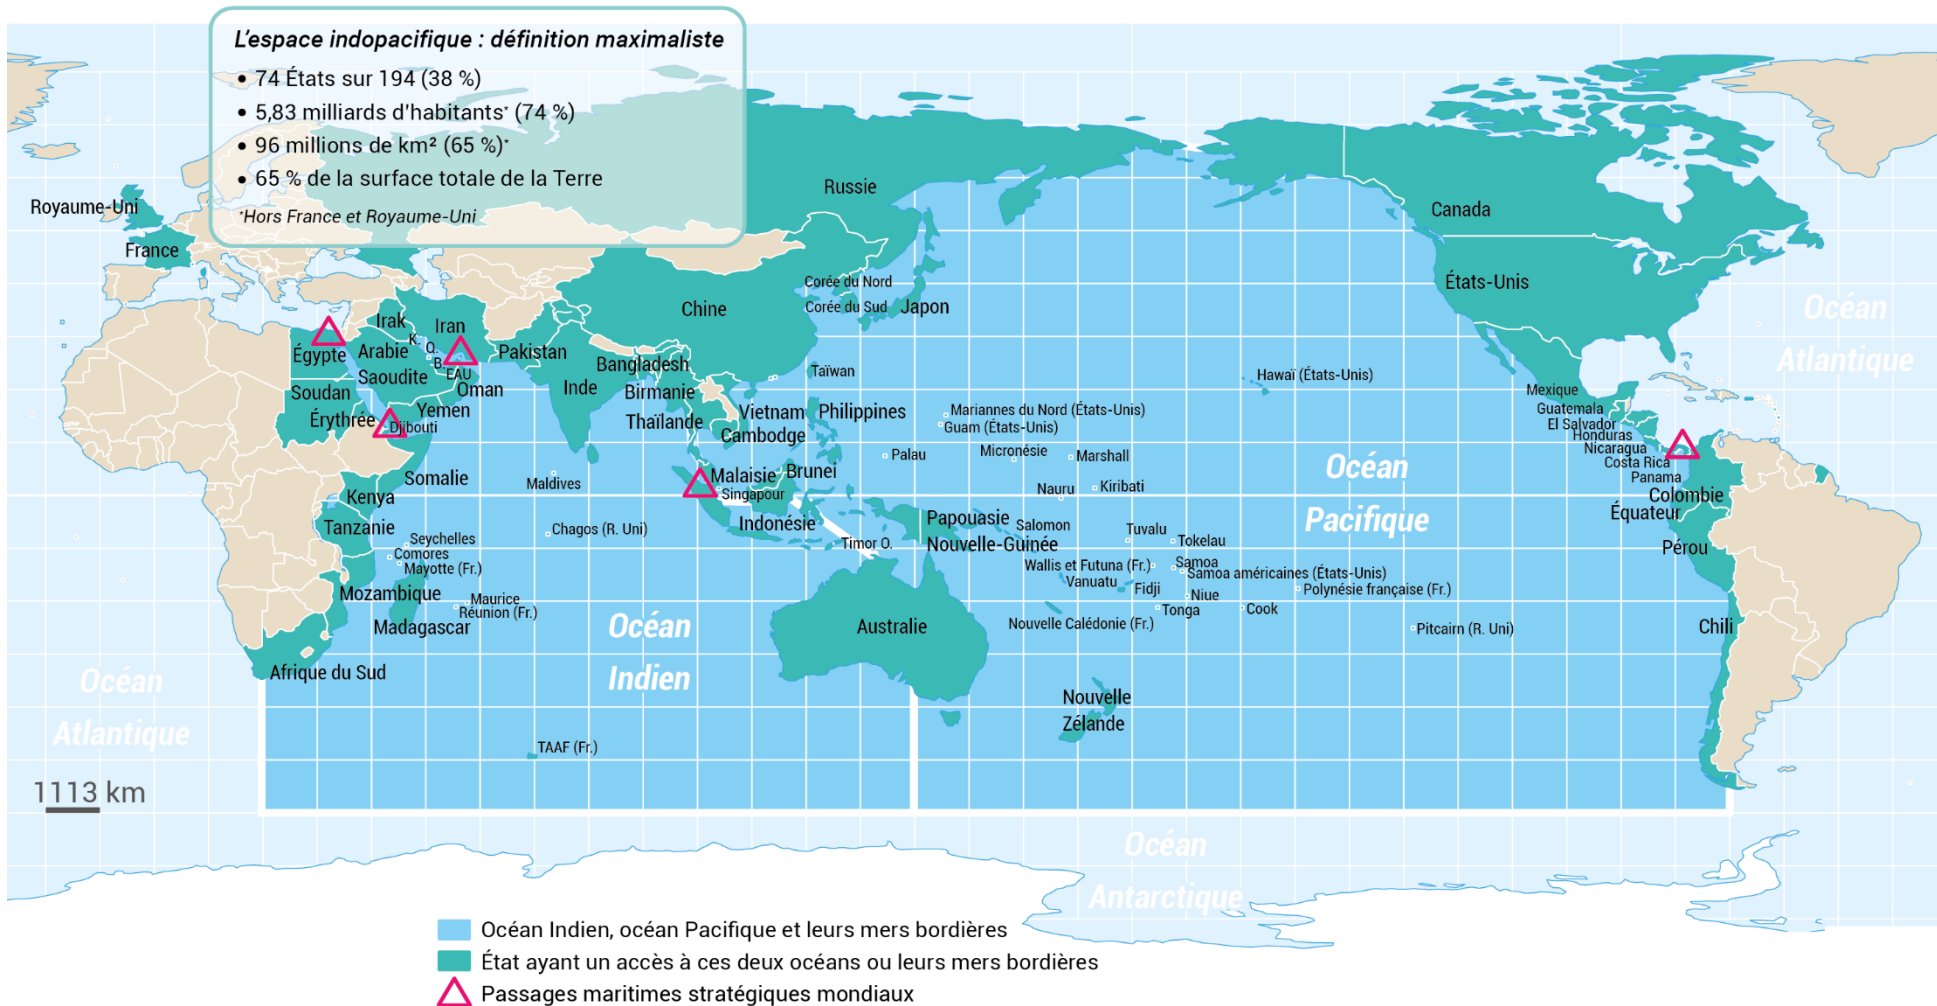 L'espace indopacifique : définition maximaliste
• 74 États sur 194 (38 %)
• 5,83 milliards d'habitants* (74 %)
• 96 millions de km² (65 %)*
• 65 % de la surface totale de la Terre
*Hors France et Royaume-Uni
Royaume-Uni
France
Russie
Canada
États-Unis
Corée du Nord
Corée du Sud
Japon
Chine
Irak
Iran
K.
Q.
B.
EAU
Égypte
Arabie
Saoudite
Pakistan
Oman
Soudan
Yemen
Érythrée
Djibouti
Inde
Bangladesh
Birmanie
Thaïlande
Vietnam
Cambodge
Taïwan
Philippines
Hawaï (États-Unis)
Mariannes du Nord (États-Unis)
Guam (États-Unis)
Palau
Micronésie
Marshall
Océan
Atlantique
Mexique
Guatemala
El Salvador
Honduras
Nicaragua
Costa Rica
Panama
Colombie
Équateur
Pérou
Somalie
Maldives
Malaisie
Brunei
Singapour
Kenya
Tanzanie
Indonésie
Nauru
Kiribati
Océan
Pacifique
Seychelles
Comores
Mayotte (Fr.)
Chagos (R. Uni)
Timor O.
Papouasie
Nouvelle-Guinée
Salomon
Tuvalu
Tokelau
Wallis et Futuna (Fr.)
Samoa
Samoa américaines (États-Unis)
Vanuatu
Fidji
Niue
Polynésie française (Fr.)
Mozambique
Maurice
Réunion (Fr.)
Madagascar
Nouvelle Calédonie (Fr.)
Tonga
Cook
Pitcairn (R. Uni)
Océan
Indien
Australie
Chili
Afrique du Sud
Océan
Atlantique
Nouvelle
Zélande
TAAF (Fr.)
1113 km
Océan
Antarctique
Océan Indien, océan Pacifique et leurs mers bordières
État ayant un accès à ces deux océans ou leurs mers bordières
Passages maritimes stratégiques mondiaux